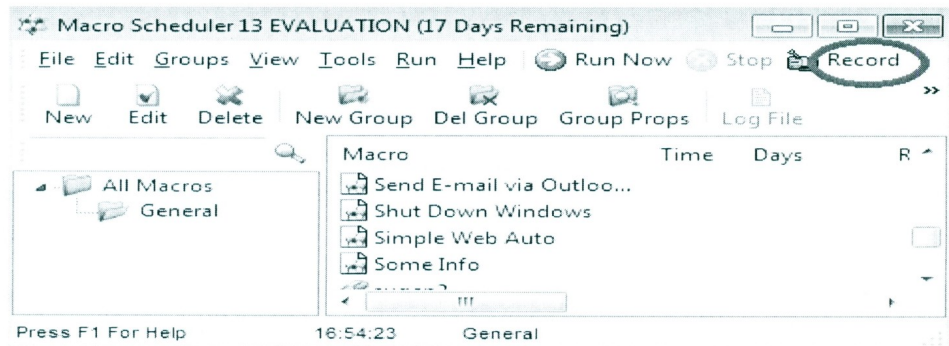 Macro Scheduler 13 EVALUATION (17 Days Remaining)
File Edit Groups View Tools Run Help Run Now Stop Record
New Edit Delete New Group Del Group Group Props Log File »
Macro Time Days R
All Macros
General
Send E-mail via Outloo...
Shut Down Windows
Simple Web Auto
Some Info
Press F1 For Help 16:54:23 General